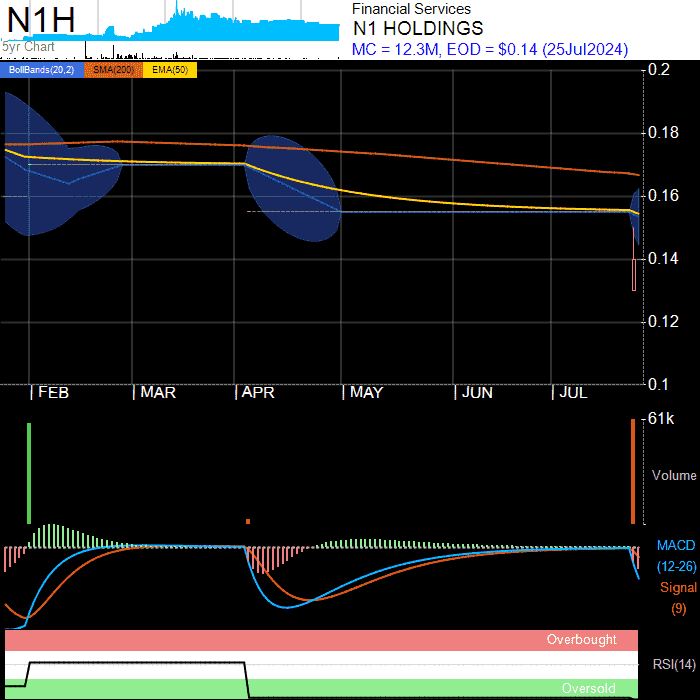 N1H
5yr Chart
Financial Services
N1 HOLDINGS
MC = 12.3M, EOD = $0.14 (25Jul2024)
BollBands(20,2) SMA(200) EMA(50)
0.2
0.18
0.16
0.14
0.12
0.1
FEB MAR APR MAY JUN JUL
61k
Volume
MACD
(12-26)
Signal
(9)
Overbought
RSI(14)
Oversold